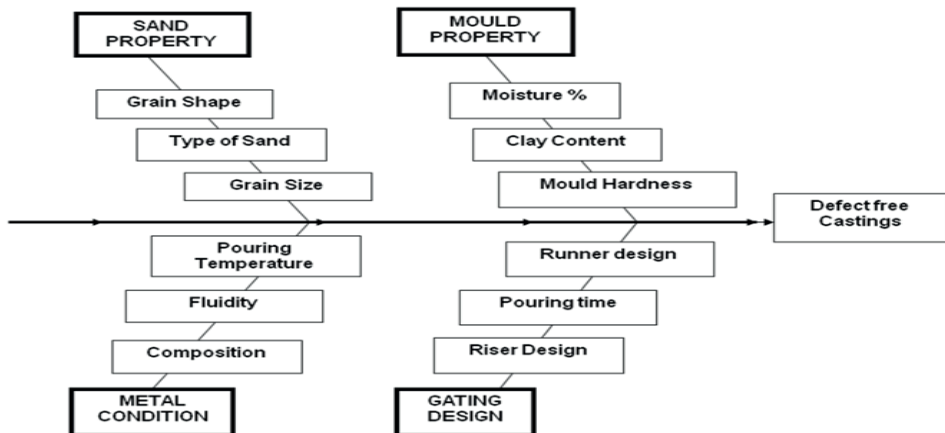 SAND
PROPERTY
MOULD
PROPERTY
Grain Shape
Moisture %
Type of Sand
Clay Content
Grain Size
Mould Hardness
Defect free
Castings
Pouring
Temperature
Runner design
Fluidity
Pouring time
Composition
Riser Design
METAL
CONDITION
GATING
DESIGN